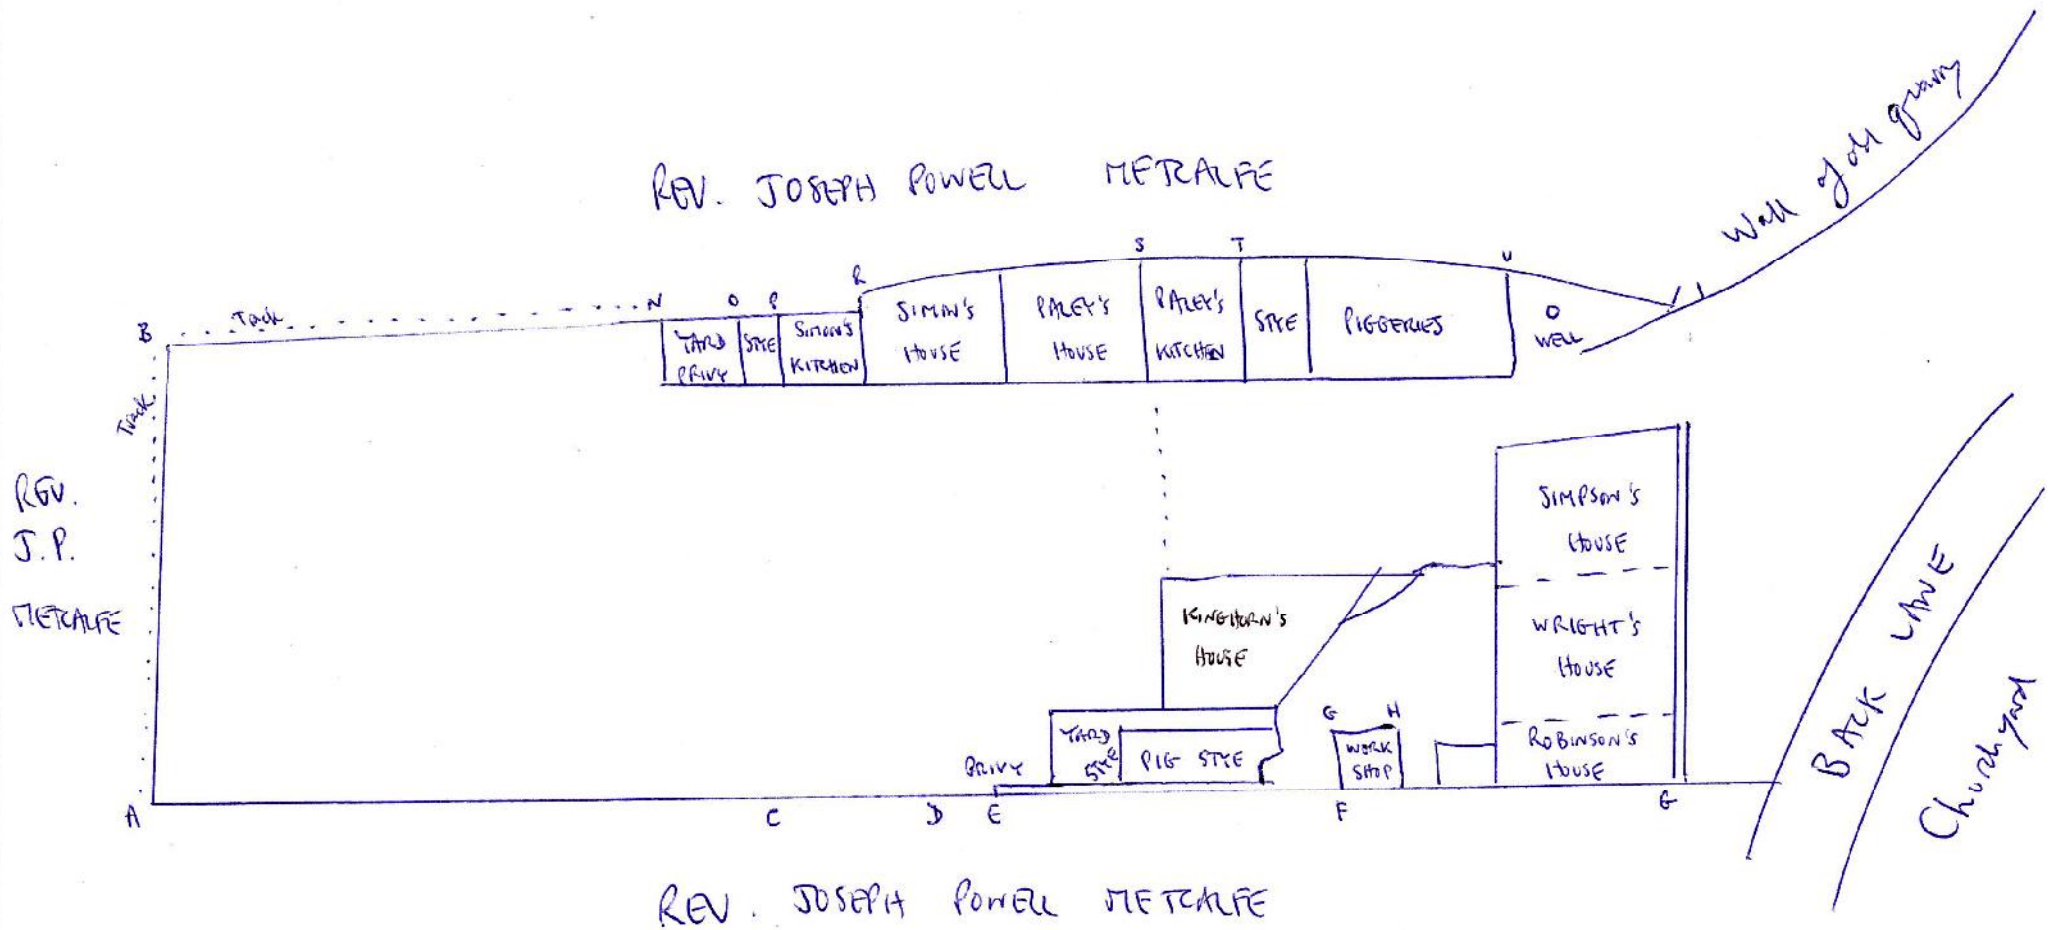 REV. JOSEPH POWELL METCALFE
Wall of old quarry
S T
R
U
N O P
B
Track
YARD
PRIVY
STYE
SIMON'S
KITCHEN
SIMON'S
HOUSE
PALEY'S
HOUSE
PALEY'S
KITCHEN
STYE
PIGGERIES
O
WELL
Track
REV.
J.P.
METCALFE
SIMPSON'S
HOUSE
KINGHORN'S
HOUSE
WRIGHT'S
HOUSE
BACK LANE
Churchyard
G H
YARD
STYE
PIG STYE
WORK
SHOP
ROBINSON'S
HOUSE
PRIVY
A C D E F G
REV. JOSEPH POWELL METCALFE